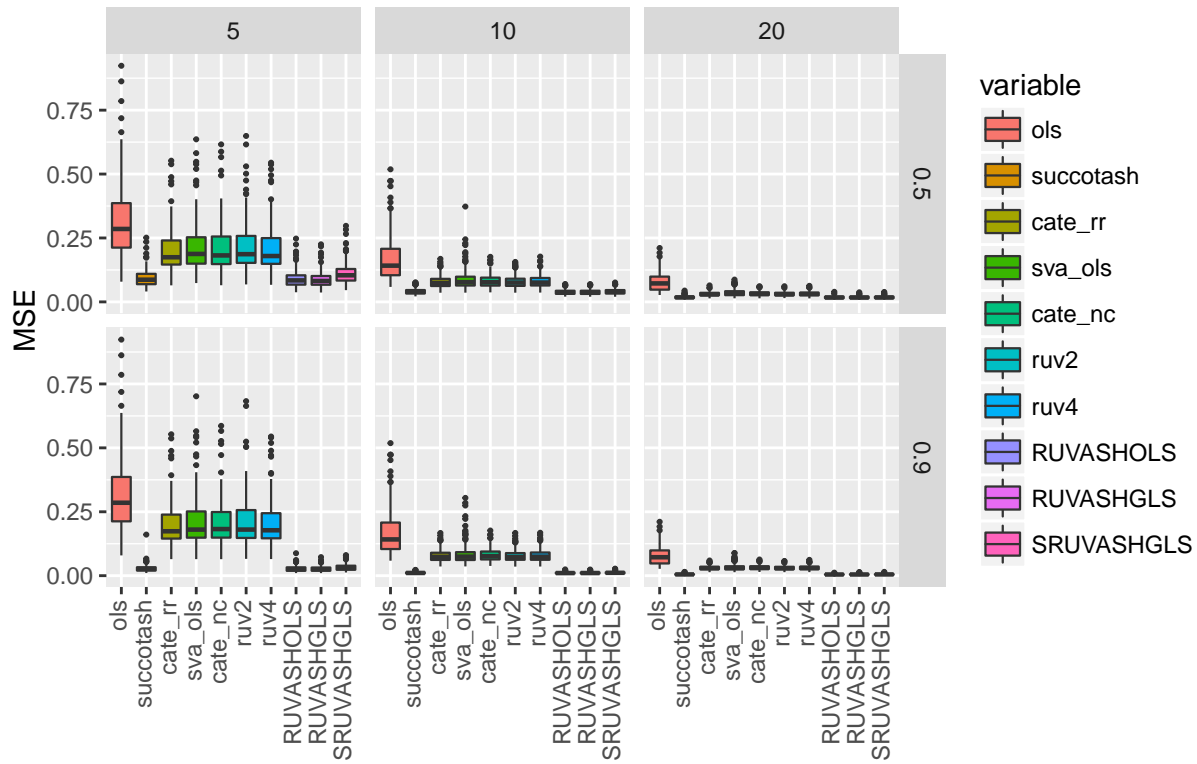 5
10
20
MSE
0.75
0.50
0.25
0.00
0.5
0.75
0.50
0.25
0.00
0.9
ols
succotash
cate_rr
sva_ols
cate_nc
ruv2
ruv4
RUVASHOLS
RUVASHGLS
SRUVASHGLS
ols
succotash
cate_rr
sva_ols
cate_nc
ruv2
ruv4
RUVASHOLS
RUVASHGLS
SRUVASHGLS
ols
succotash
cate_rr
sva_ols
cate_nc
ruv2
ruv4
RUVASHOLS
RUVASHGLS
SRUVASHGLS
variable
ols
succotash
cate_rr
sva_ols
cate_nc
ruv2
ruv4
RUVASHOLS
RUVASHGLS
SRUVASHGLS